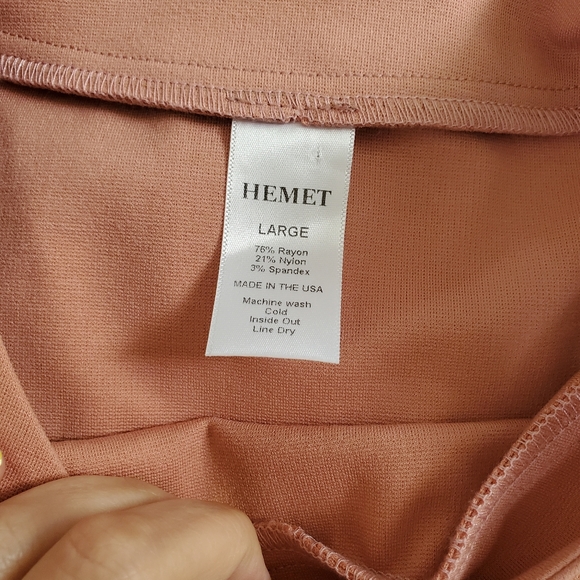 HEMET
LARGE
76% Rayon
21% Nylon
3% Spandex
MADE IN THE USA
Machine wash
Cold
Inside Out
Line Dry